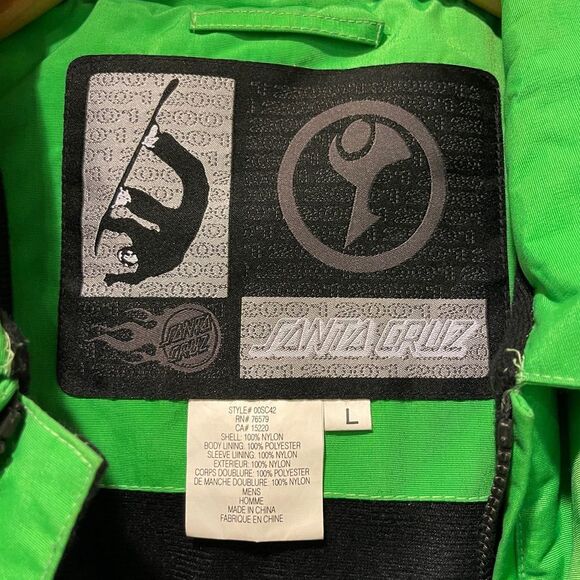 SANTA
CRUZ
SANTA CRUZ
STYLE# 00SC42
RN# 76579
CA# 15220
SHELL: 100% NYLON
BODY LINING: 100% POLYESTER
SLEEVE LINING: 100% NYLON
EXTERIEUR: 100% NYLON
CORPS DOUBLURE: 100% POLYESTER
DE MANCHE DOUBLURE: 100% NYLON
MENS
HOMME
MADE IN CHINA
FABRIQUE EN CHINE
L